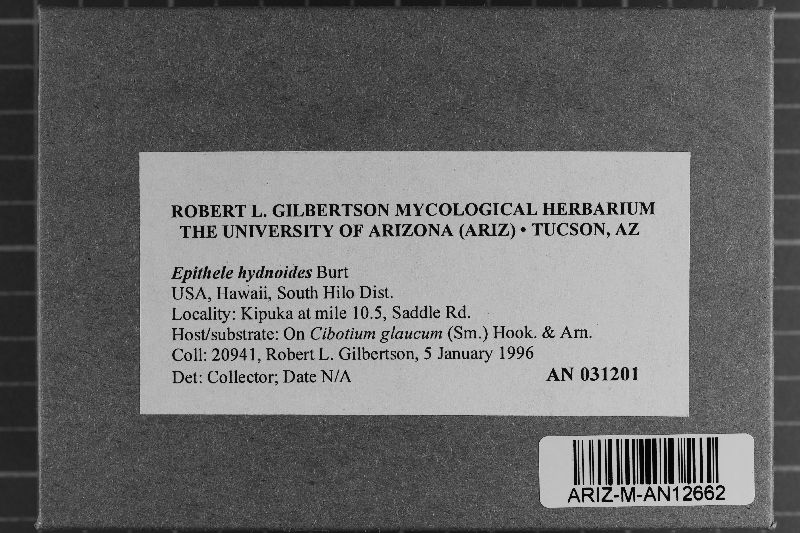 ROBERT L. GILBERTSON MYCOLOGICAL HERBARIUM
THE UNIVERSITY OF ARIZONA (ARIZ) • TUCSON, AZ
Epithele hydnoides Burt
USA, Hawaii, South Hilo Dist.
Locality: Kipuka at mile 10.5, Saddle Rd.
Host/substrate: On Cibotium glaucum (Sm.) Hook. & Arn.
Coll: 20941, Robert L. Gilbertson, 5 January 1996
Det: Collector; Date N/A AN 031201
ARIZ-M-AN12662